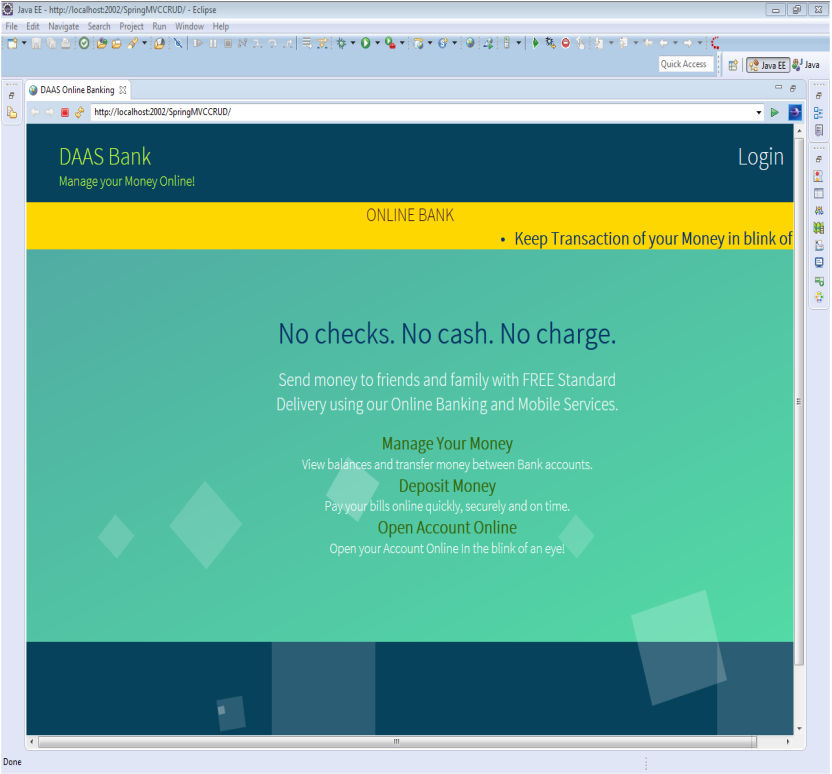 Java EE - http://localhost:2002/SpringMVCCRUD/ - Eclipse
File Edit Navigate Search Project Run Window Help
Quick Access
Java EE
Java
DAAS Online Banking
http://localhost:2002/SpringMVCCRUD/
DAAS Bank
Login
Manage your Money Online!
ONLINE BANK
• Keep Transaction of your Money in blink of
No checks. No cash. No charge.
Send money to friends and family with FREE Standard
Delivery using our Online Banking and Mobile Services.
Manage Your Money
View balances and transfer money between Bank accounts.
Deposit Money
Pay your bills online quickly, securely and on time.
Open Account Online
Open your Account Online In the blink of an eye!
Done